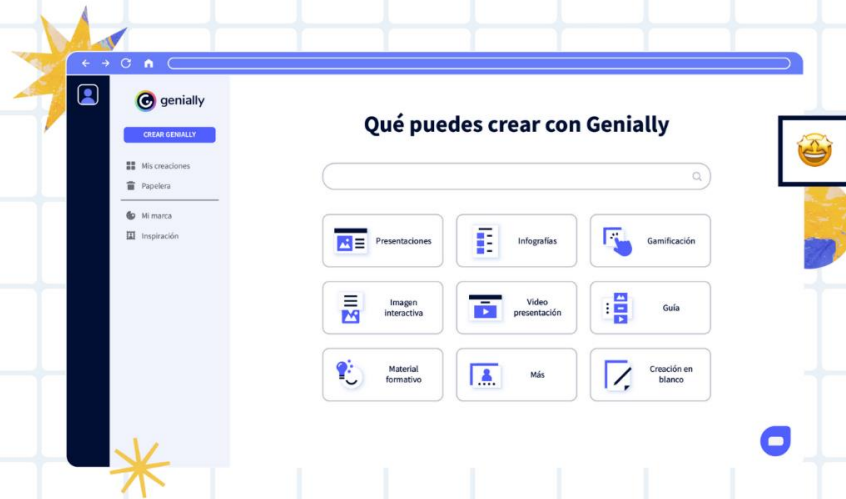 genially
CREAR GENIALLY
Mis creaciones
Papelera
Mi marca
Inspiración
Qué puedes crear con Genially
Presentaciones
Infografías
Gamificación
Imagen
interactiva
Video
presentación
Guía
Material
formativo
Más
Creación en
blanco